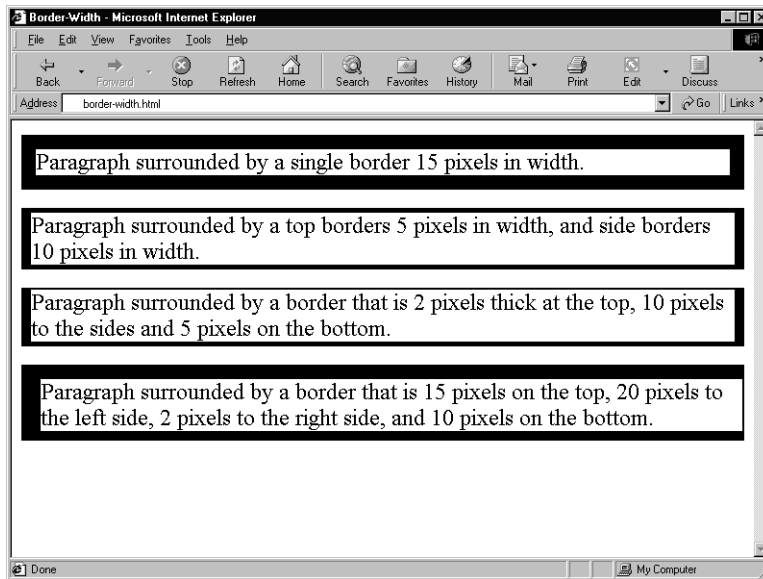 Border-Width - Microsoft Internet Explorer
File Edit View Favorites Tools Help
Back Forward Stop Refresh Home Search Favorites History Mail Print Edit Discuss
Address border-width.html Go Links
Paragraph surrounded by a single border 15 pixels in width.
Paragraph surrounded by a top borders 5 pixels in width, and side borders
10 pixels in width.
Paragraph surrounded by a border that is 2 pixels thick at the top, 10 pixels
to the sides and 5 pixels on the bottom.
Paragraph surrounded by a border that is 15 pixels on the top, 20 pixels to
the left side, 2 pixels to the right side, and 10 pixels on the bottom.
Done My Computer